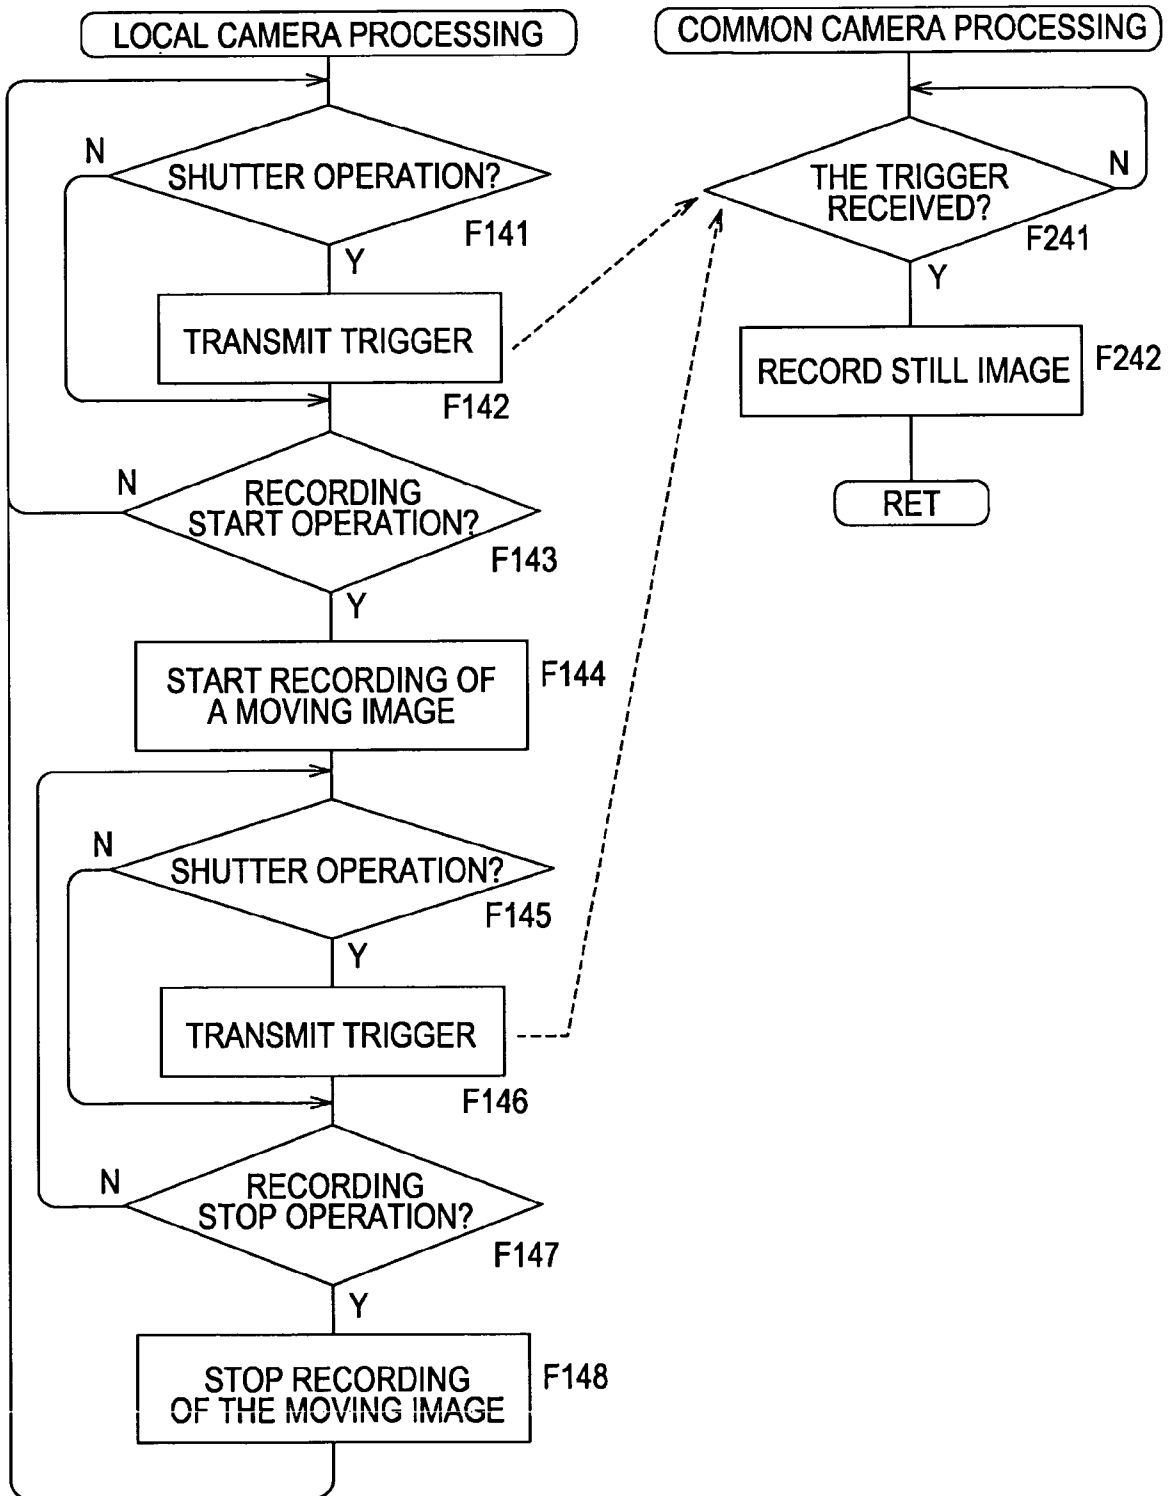 LOCAL CAMERA PROCESSING
N
SHUTTER OPERATION?
F141
Y
TRANSMIT TRIGGER
F142
N
RECORDING
START OPERATION?
F143
Y
START RECORDING OF
A MOVING IMAGE
F144
N
SHUTTER OPERATION?
F145
Y
TRANSMIT TRIGGER
F146
N
RECORDING
STOP OPERATION?
F147
Y
STOP RECORDING
OF THE MOVING IMAGE
F148
COMMON CAMERA PROCESSING
THE TRIGGER
RECEIVED?
N
F241
Y
RECORD STILL IMAGE
F242
RET